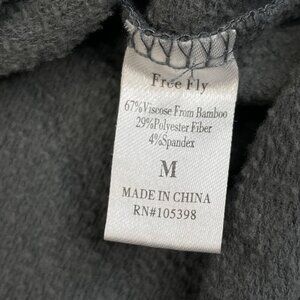 Free Fly
67%Viscose From Bamboo
29%Polyester Fiber
4%Spandex
M
MADE IN CHINA
RN#105398